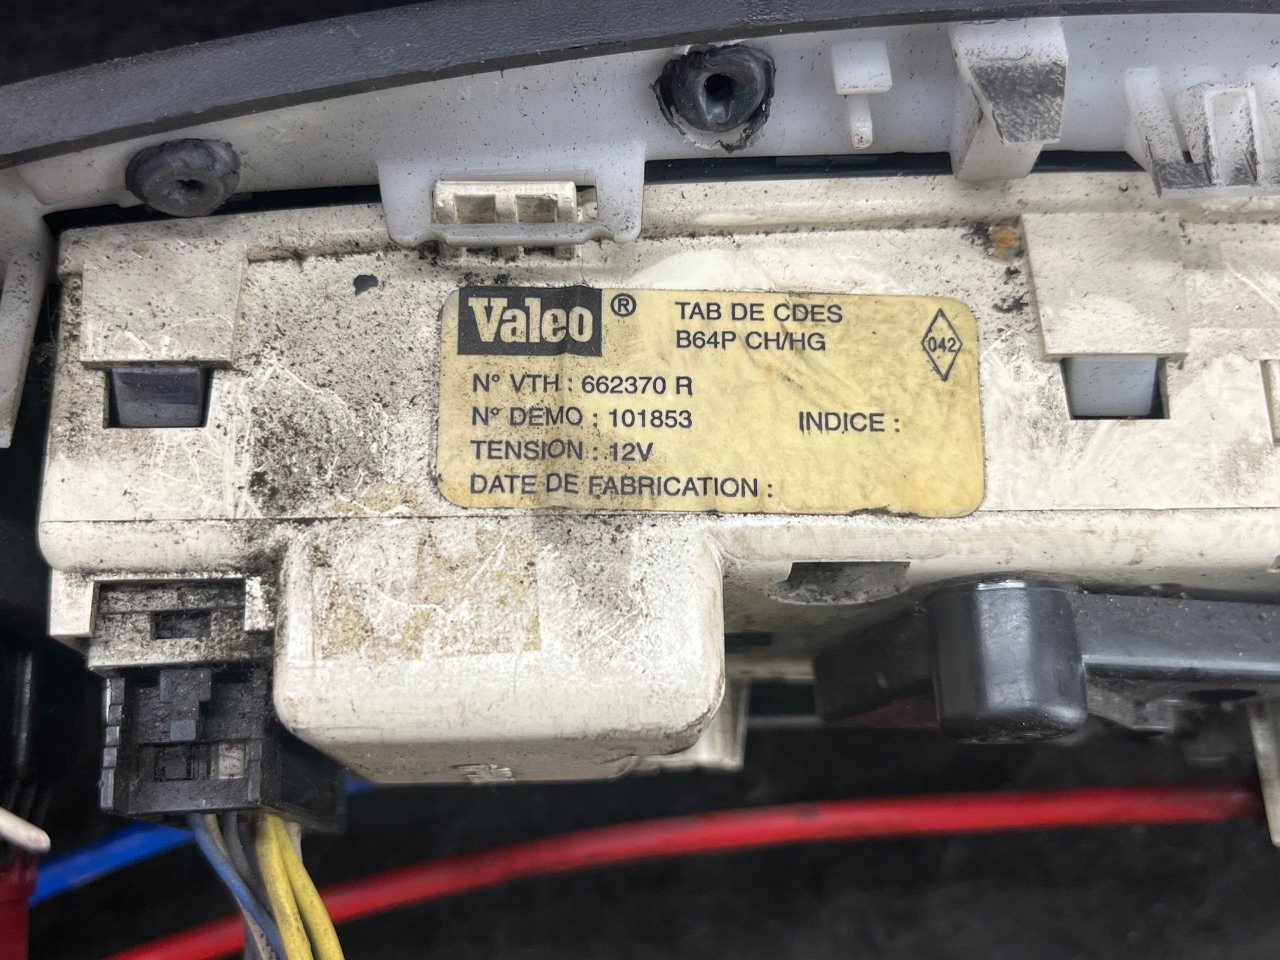 Valeo ® TAB DE CDES
B64P CH/HG
042
N° VTH : 662370 R
N° DEMO : 101853 INDICE :
TENSION : 12V
DATE DE FABRICATION :